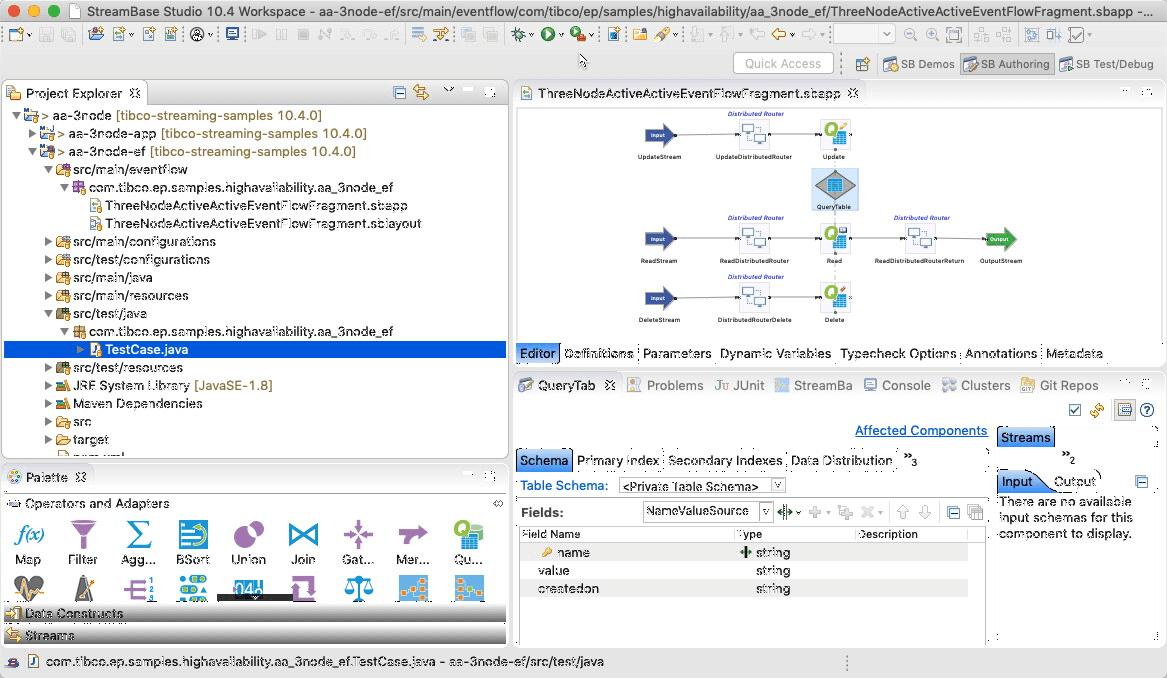 StreamBase Studio 10.4 Workspace - aa-3node-ef/src/main/eventflow/com/tibco/ep/samples/highavailability/aa_3node_ef/ThreeNodeActiveActiveEventFlowFragment.sbapp -...
Quick Access
SB Demos
SB Authoring
SB Test/Debug
Project Explorer
> aa-3node [tibco-streaming-samples 10.4.0]
> aa-3node-app [tibco-streaming-samples 10.4.0]
> aa-3node-ef [tibco-streaming-samples 10.4.0]
src/main/eventflow
com.tibco.ep.samples.highavailability.aa_3node_ef
ThreeNodeActiveActiveEventFlowFragment.sbapp
ThreeNodeActiveActiveEventFlowFragment.sblayout
src/main/configurations
src/test/configurations
src/main/java
src/main/resources
src/test/java
com.tibco.ep.samples.highavailability.aa_3node_ef
TestCase.java
src/test/resources
JRE System Library [JavaSE-1.8]
Maven Dependencies
src
target
pom.xml
Palette
Operators and Adapters
Map
Filter
Agg...
BSort
Union
Join
Gat...
Mer...
Qu...
Data Constructs
Streams
ThreeNodeActiveActiveEventFlowFragment.sbapp
Distributed Router
Input
UpdateStream
UpdateDistributedRouter
Update
QueryTable
Distributed Router
Distributed Router
Input
Output
ReadStream
ReadDistributedRouter
Read
ReadDistributedRouterReturn
OutputStream
Distributed Router
Input
DeleteStream
DistributedRouterDelete
Delete
Editor
Definitions
Parameters
Dynamic Variables
Typecheck Options
Annotations
Metadata
QueryTab
Problems
JUnit
StreamBa
Console
Clusters
Git Repos
Affected Components
Schema
Primary Index
Secondary Indexes
Data Distribution
»3
Table Schema:
<Private Table Schema>
Fields:
NameValueSource
Field Name
Type
Description
name
string
value
string
createdon
string
Streams
»2
Input
Output
There are no available
input schemas for this
component to display.
com.tibco.ep.samples.highavailability.aa_3node_ef.TestCase.java - aa-3node-ef/src/test/java